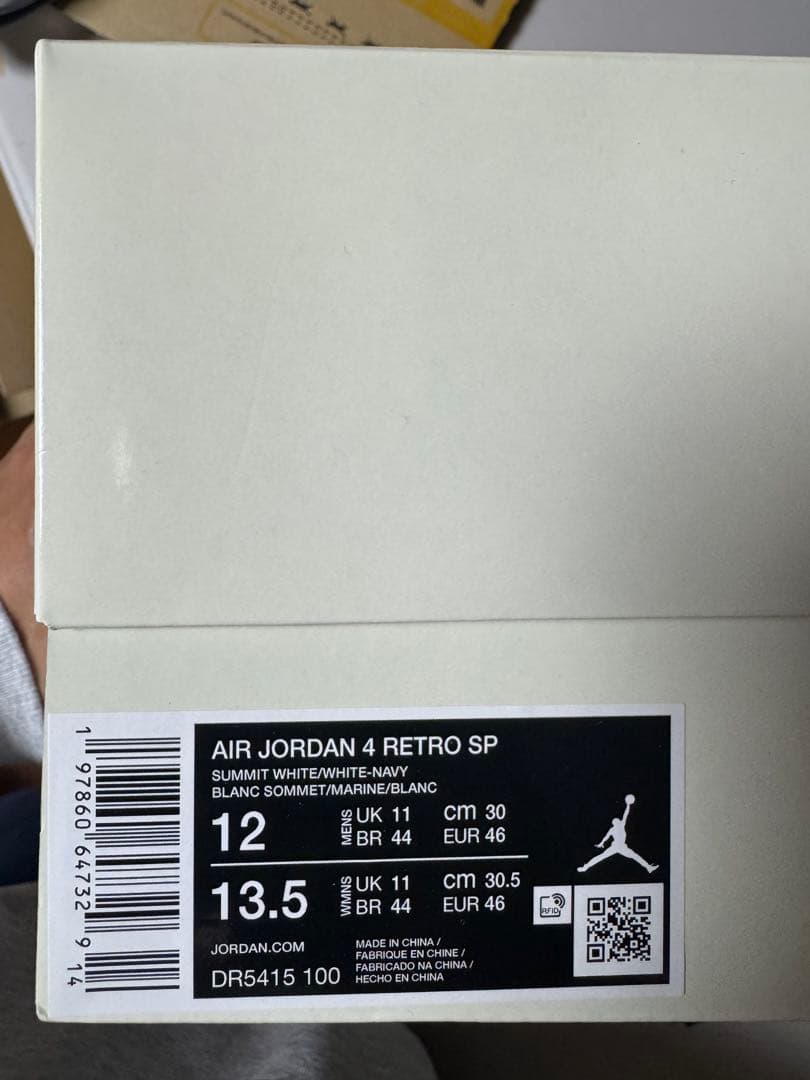 AIR JORDAN 4 RETRO SP
SUMMIT WHITE/WHITE-NAVY
BLANC SOMMET/MARINE/BLANC
12 MENS UK 11 cm 30
BR 44 EUR 46
13.5 WMNS UK 11 cm 30.5
BR 44 EUR 46
RFID
JORDAN.COM
DR5415 100
MADE IN CHINA /
FABRIQUE EN CHINE /
FABRICADO NA CHINA /
HECHO EN CHINA
1 97860 64732 9 14